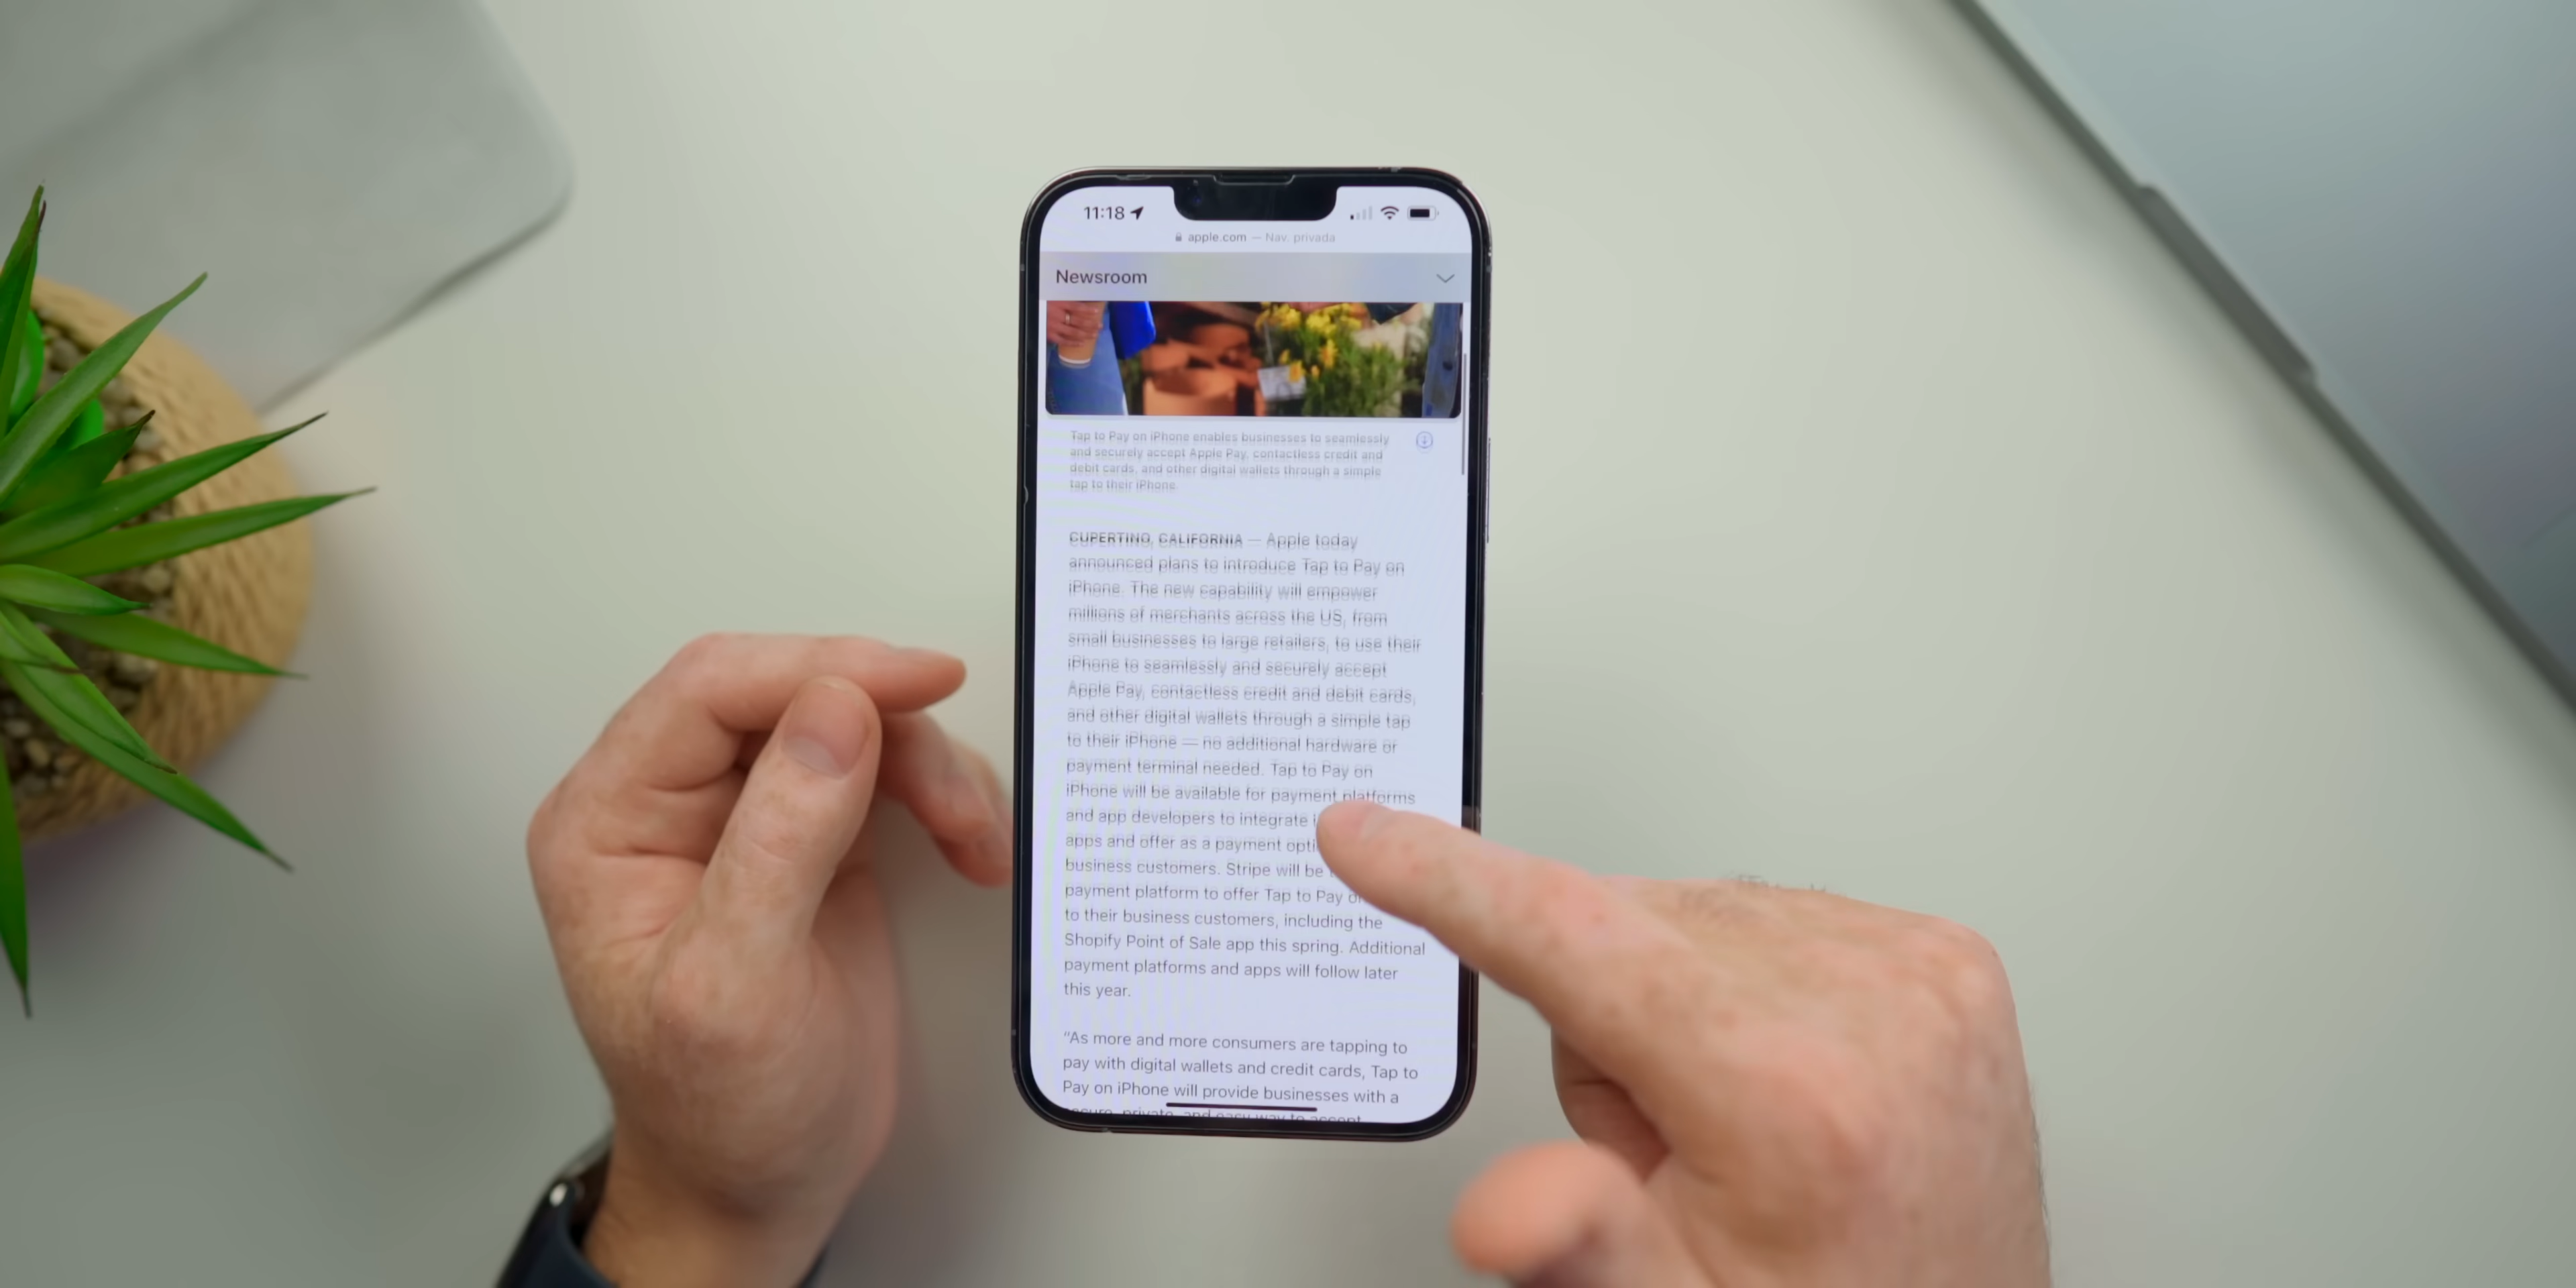 11:18
apple.com — Nav. privada
Newsroom
Tap to Pay on iPhone enables businesses to seamlessly
and securely accept Apple Pay, contactless credit and
debit cards, and other digital wallets through a simple
tap to their iPhone.
CUPERTINO, CALIFORNIA — Apple today
announced plans to introduce Tap to Pay on
iPhone. The new capability will empower
millions of merchants across the US, from
small businesses to large retailers, to use their
iPhone to seamlessly and securely accept
Apple Pay, contactless credit and debit cards,
and other digital wallets through a simple tap
to their iPhone — no additional hardware or
payment terminal needed. Tap to Pay on
iPhone will be available for payment platforms
and app developers to integrate
apps and offer as a payment
business customers. Stripe will be
payment platform to offer Tap to Pay
to their business customers, including the
Shopify Point of Sale app this spring. Additional
payment platforms and apps will follow later
this year.
“As more and more consumers are tapping to
pay with digital wallets and credit cards, Tap to
Pay on iPhone will provide businesses with a
secure, private, and easy way to accept